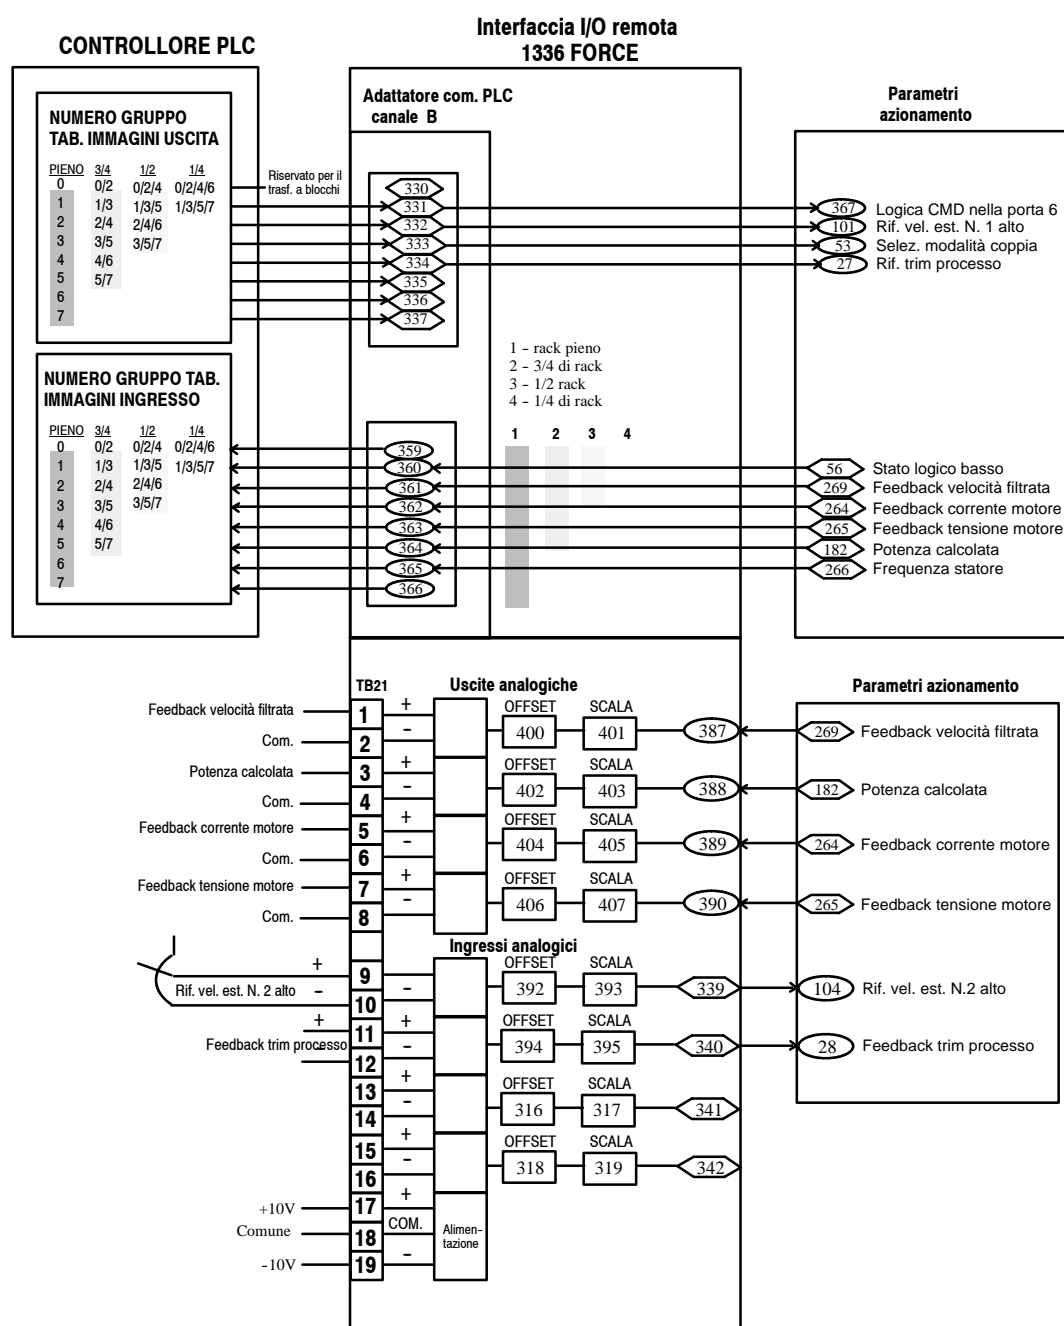 Interfaccia I/O remota
1336 FORCE
CONTROLLORE PLC
NUMERO GRUPPO
TAB. IMMAGINI USCITA
PIENO 3/4 1/2 1/4
0 0/2 0/2/4 0/2/4/6
1 1/3 1/3/5 1/3/5/7
2 2/4 2/4/6
3 3/5 3/5/7
4 4/6
5 5/7
6
7
Riservato per il
trasf. a blocchi
Adattatore com. PLC
canale B
330
331
332
333
334
335
336
337
Parametri
azionamento
367 Logica CMD nella porta 6
101 Rif. vel. est. N. 1 alto
53 Selez. modalità coppia
27 Rif. trim processo
1 - rack pieno
2 - 3/4 di rack
3 - 1/2 rack
4 - 1/4 di rack
1 2 3 4
NUMERO GRUPPO TAB.
IMMAGINI INGRESSO
PIENO 3/4 1/2 1/4
0 0/2 0/2/4 0/2/4/6
1 1/3 1/3/5 1/3/5/7
2 2/4 2/4/6
3 3/5 3/5/7
4 4/6
5 5/7
6
7
359
360
361
362
363
364
365
366
56 Stato logico basso
269 Feedback velocità filtrata
264 Feedback corrente motore
265 Feedback tensione motore
182 Potenza calcolata
266 Frequenza statore
TB21
Uscite analogiche
Parametri azionamento
Feedback velocità filtrata 1 +
Com. 2 -
OFFSET SCALA
400 401 387 269 Feedback velocità filtrata
Potenza calcolata 3 +
Com. 4 -
OFFSET SCALA
402 403 388 182 Potenza calcolata
Feedback corrente motore 5 +
Com. 6 -
OFFSET SCALA
404 405 389 264 Feedback corrente motore
Feedback tensione motore 7 +
Com. 8 -
OFFSET SCALA
406 407 390 265 Feedback tensione motore
Ingressi analogici
+ 9 -
Rif. vel. est. N. 2 alto - 10
OFFSET SCALA
392 393 339 104 Rif. vel. est. N.2 alto
+ 11 +
Feedback trim processo - 12 -
OFFSET SCALA
394 395 340 28 Feedback trim processo
13 +
14 -
OFFSET SCALA
316 317 341
15 +
16 -
OFFSET SCALA
318 319 342
+10V 17 +
Comune 18 COM.
-10V 19 -
Alimen-
tazione